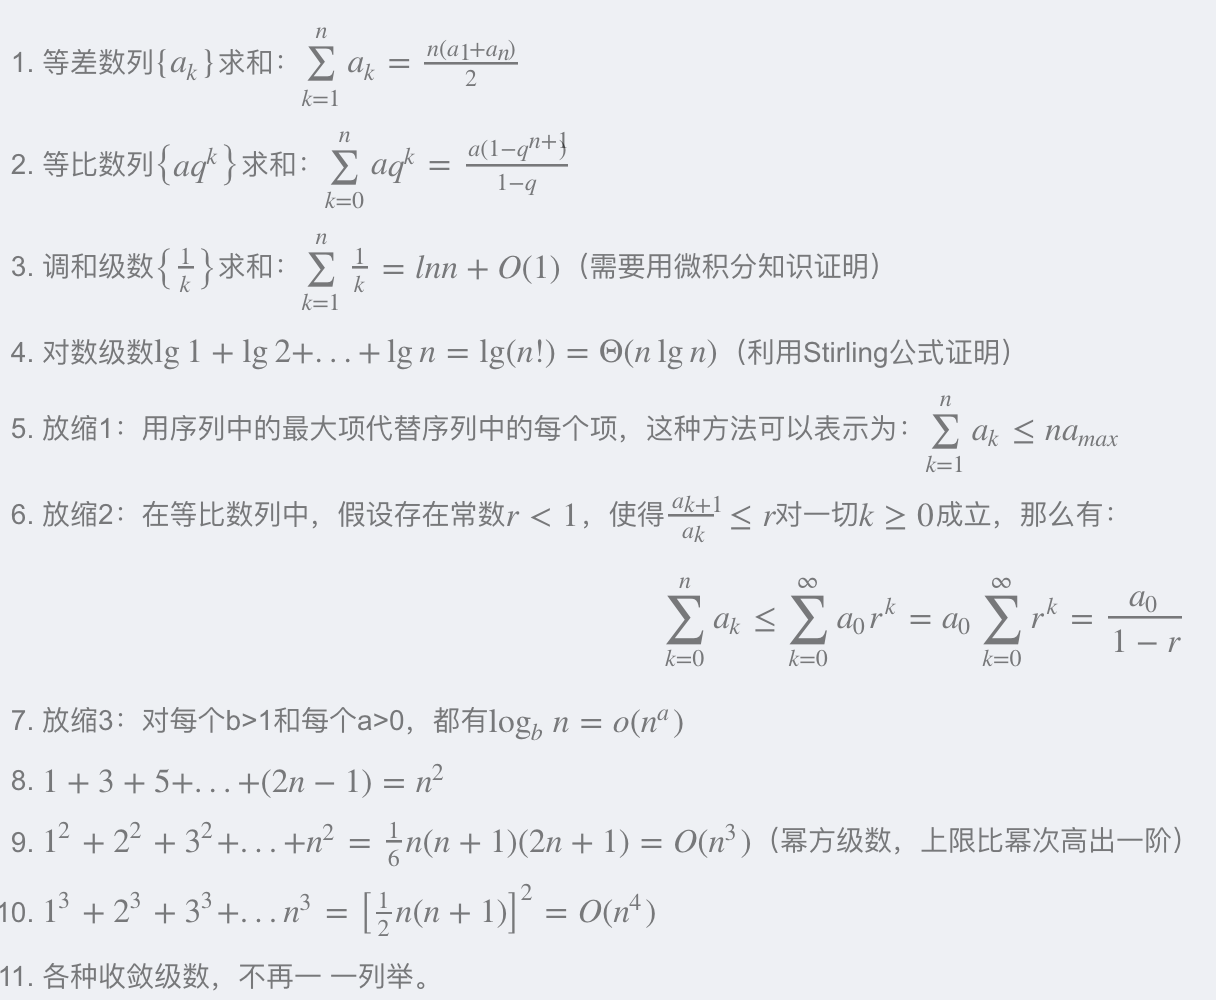 1. 等差数列{a_k}求和：\sum_{k=1}^{n} a_k = \frac{n(a_1+a_n)}{2}
2. 等比数列{aq^k}求和：\sum_{k=0}^{n} aq^k = \frac{a(1-q^{n+1})}{1-q}
3. 调和级数{\frac{1}{k}}求和：\sum_{k=1}^{n} \frac{1}{k} = lnn + O(1)（需要用微积分知识证明）
4. 对数级数lg 1 + lg 2+...+ lg n = lg(n!) = Θ(n lg n)（利用Stirling公式证明）
5. 放缩1：用序列中的最大项代替序列中的每个项，这种方法可以表示为：\sum_{k=1}^{n} a_k ≤ na_{max}
6. 放缩2：在等比数列中，假设存在常数r < 1，使得\frac{a_{k+1}}{a_k} ≤ r对一切k ≥ 0成立，那么有：
\sum_{k=0}^{n} a_k ≤ \sum_{k=0}^{∞} a_0 r^k = a_0 \sum_{k=0}^{∞} r^k = \frac{a_0}{1-r}
7. 放缩3：对每个b>1和每个a>0，都有log_b n = o(n^a)
8. 1 + 3 + 5+...+(2n − 1) = n^2
9. 1^2 + 2^2 + 3^2+...+n^2 = \frac{1}{6}n(n + 1)(2n + 1) = O(n^3)（幂方级数，上限比幂次高出一阶）
10. 1^3 + 2^3 + 3^3+...n^3 = [\frac{1}{2}n(n + 1)]^2 = O(n^4)
11. 各种收敛级数，不再一 一列举。